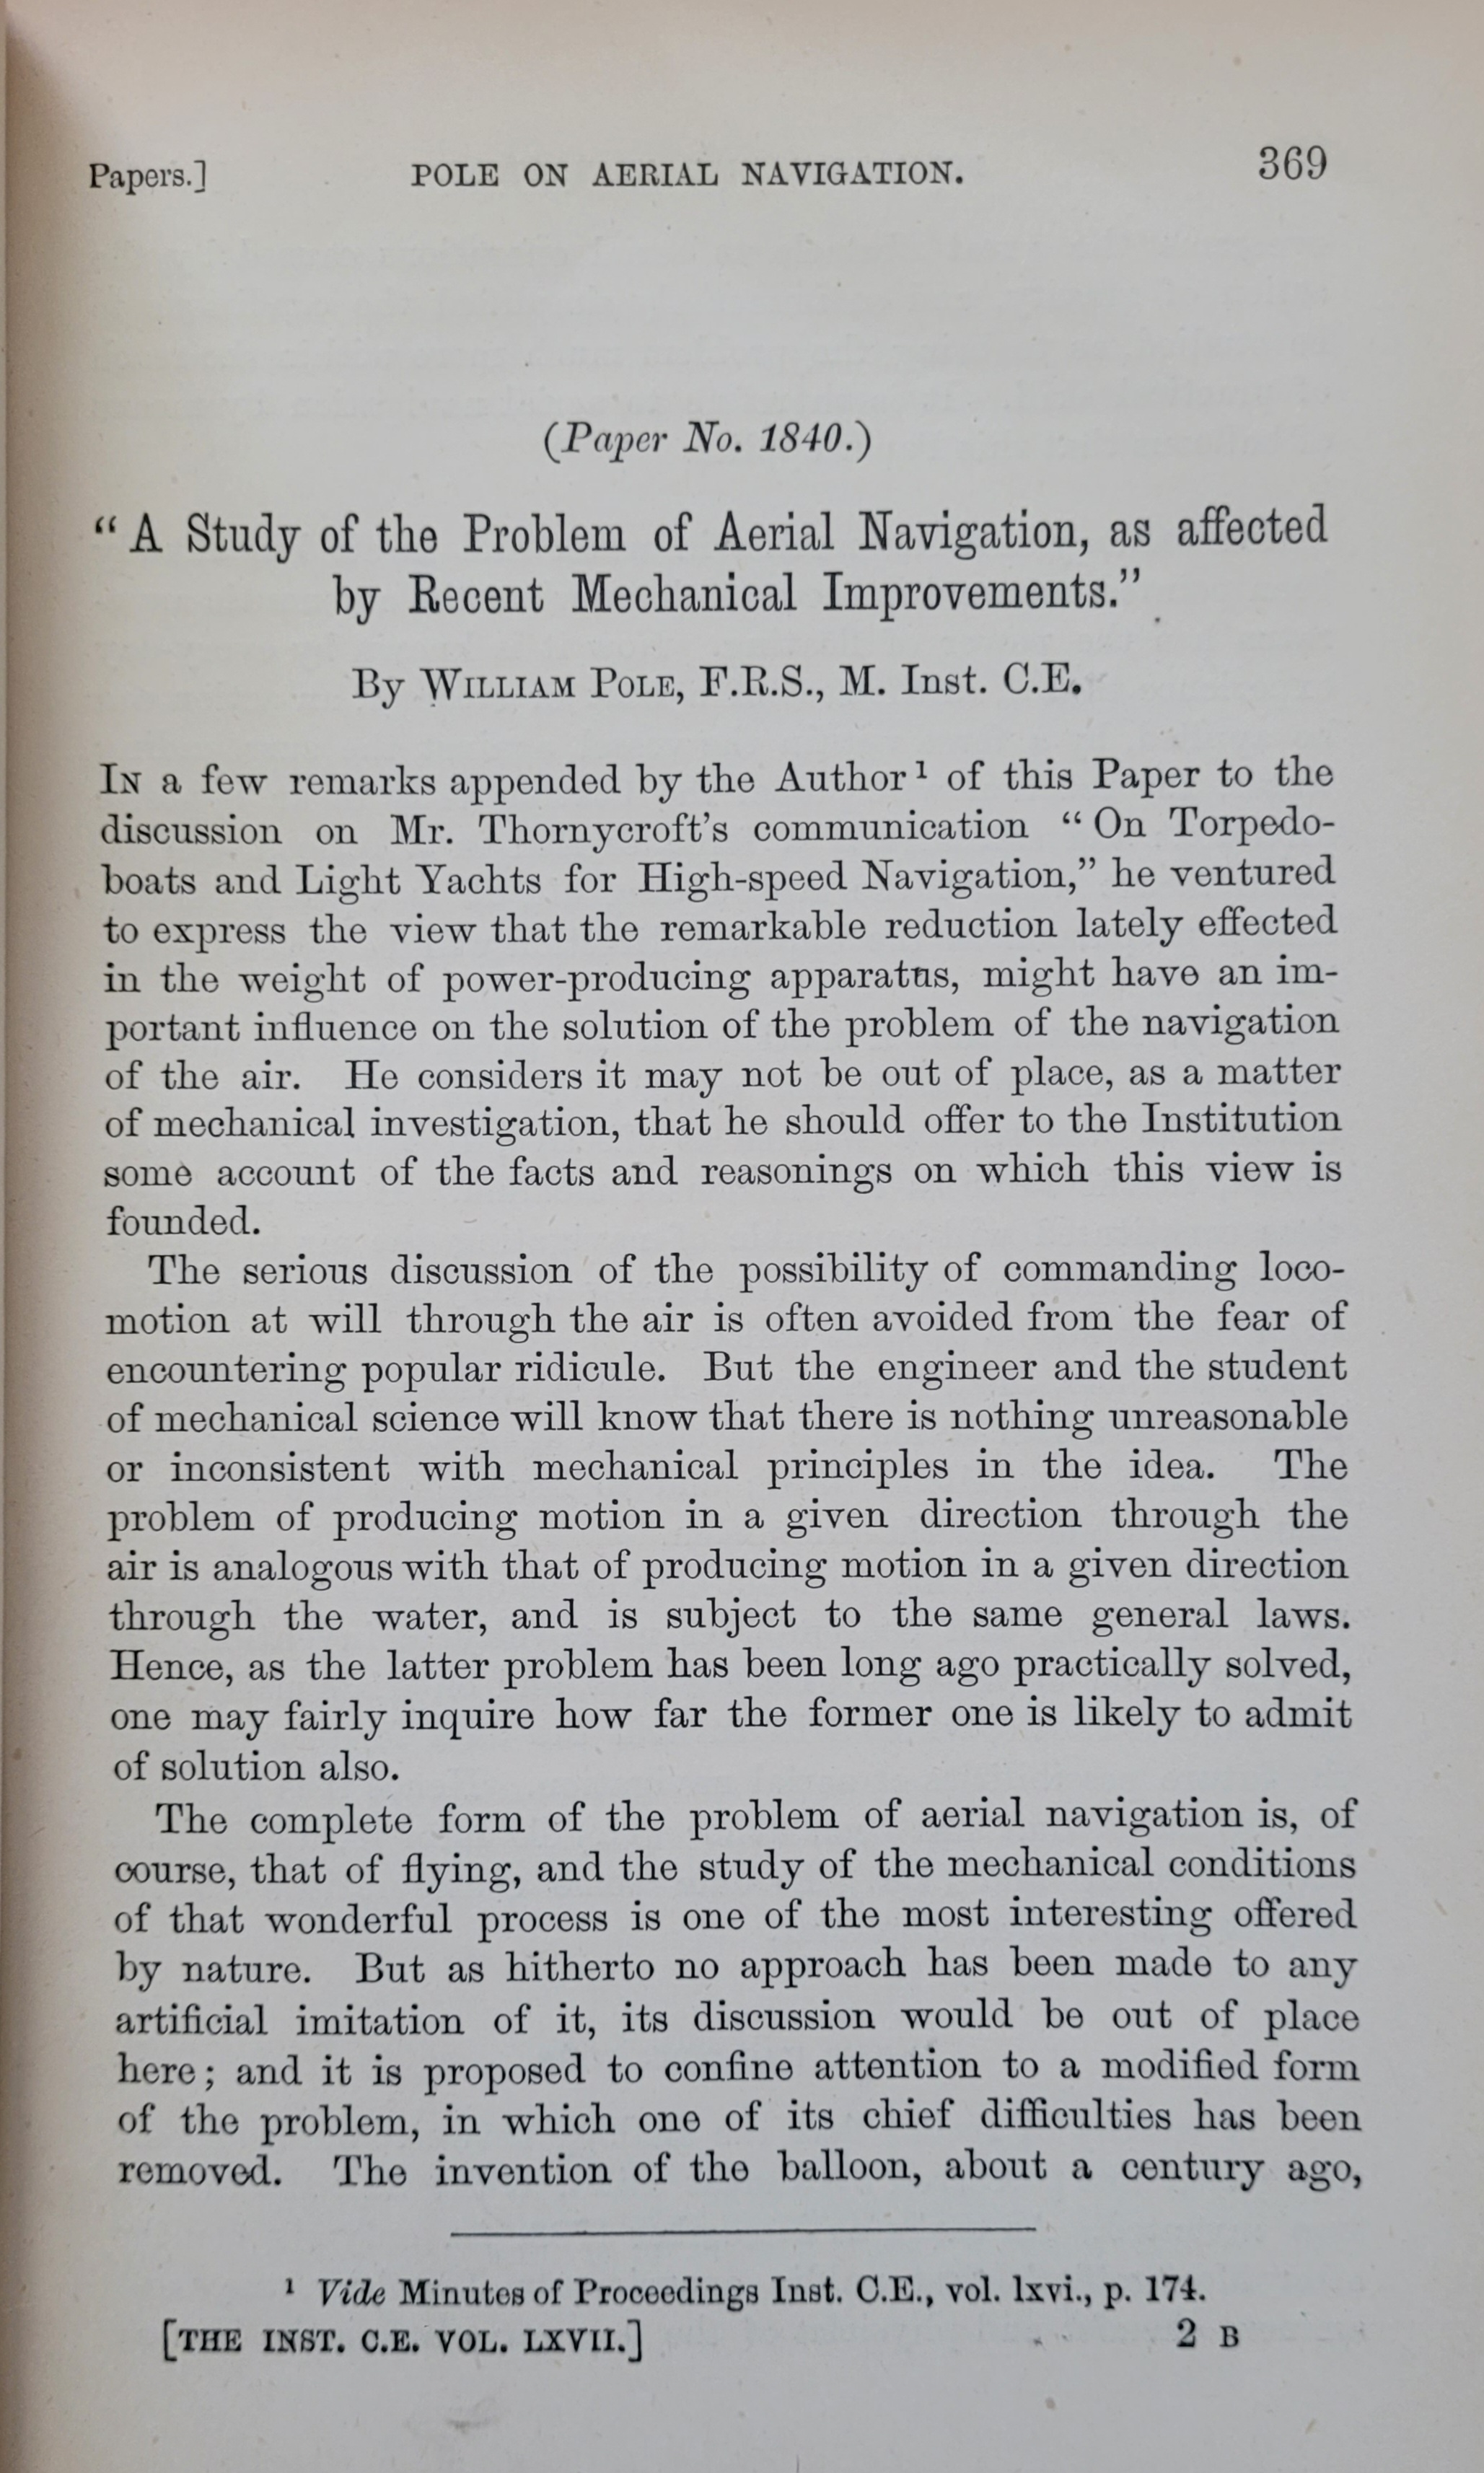 Papers.] POLE ON AERIAL NAVIGATION. 369
(Paper No. 1840.)
“A Study of the Problem of Aerial Navigation, as affected
by Recent Mechanical Improvements.”
By WILLIAM POLE, F.R.S., M. Inst. C.E.
IN a few remarks appended by the Author¹ of this Paper to the
discussion on Mr. Thornycroft’s communication “On Torpedo-
boats and Light Yachts for High-speed Navigation,” he ventured
to express the view that the remarkable reduction lately effected
in the weight of power-producing apparatus, might have an im-
portant influence on the solution of the problem of the navigation
of the air. He considers it may not be out of place, as a matter
of mechanical investigation, that he should offer to the Institution
some account of the facts and reasonings on which this view is
founded.
The serious discussion of the possibility of commanding loco-
motion at will through the air is often avoided from the fear of
encountering popular ridicule. But the engineer and the student
of mechanical science will know that there is nothing unreasonable
or inconsistent with mechanical principles in the idea. The
problem of producing motion in a given direction through the
air is analogous with that of producing motion in a given direction
through the water, and is subject to the same general laws.
Hence, as the latter problem has been long ago practically solved,
one may fairly inquire how far the former one is likely to admit
of solution also.
The complete form of the problem of aerial navigation is, of
course, that of flying, and the study of the mechanical conditions
of that wonderful process is one of the most interesting offered
by nature. But as hitherto no approach has been made to any
artificial imitation of it, its discussion would be out of place
here; and it is proposed to confine attention to a modified form
of the problem, in which one of its chief difficulties has been
removed. The invention of the balloon, about a century ago,
¹ Vide Minutes of Proceedings Inst. C.E., vol. lxvi., p. 174.
[THE INST. C.E. VOL. LXVII.] 2 B